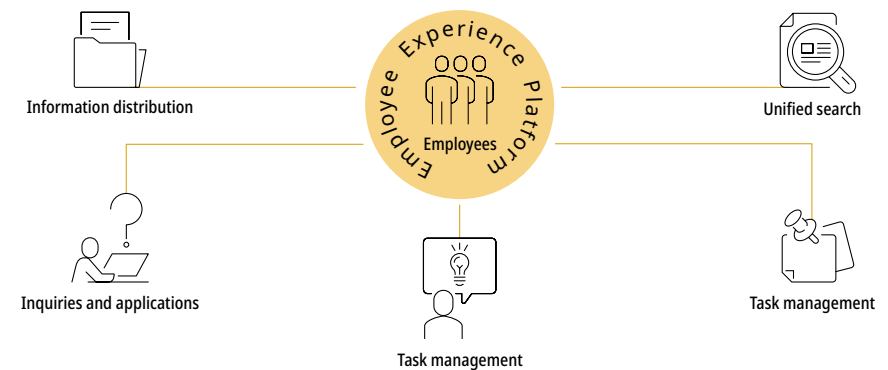 Employee Experience Platform
Employees
Information distribution
Unified search
Inquiries and applications
Task management
Task management